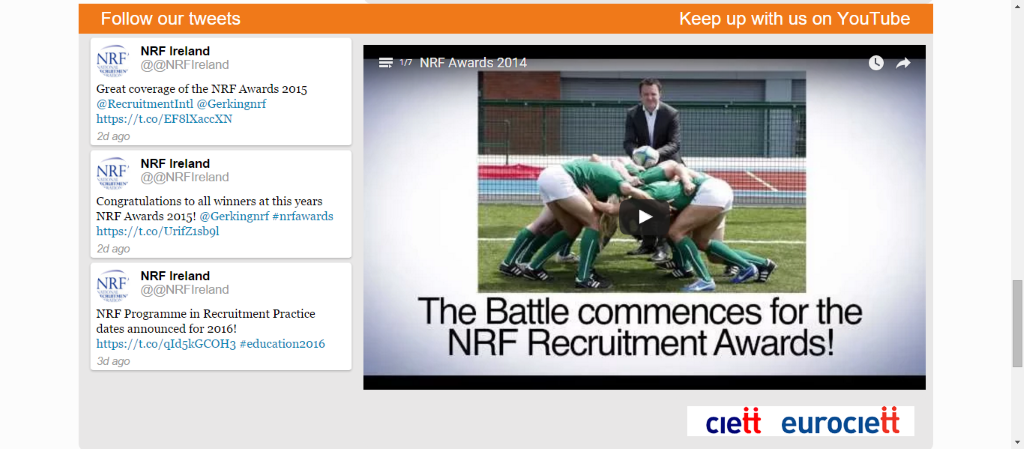 Follow our tweets
Keep up with us on YouTube
NRF
NRF Ireland
@@NRFIreland
Great coverage of the NRF Awards 2015
@RecruitmentIntl @Gerkingnrf
https://t.co/EF8lXaccXN
2d ago
NRF
NRF Ireland
@@NRFIreland
Congratulations to all winners at this years
NRF Awards 2015! @Gerkingnrf #nrfawards
https://t.co/UrifZ1sb9l
2d ago
NRF
NRF Ireland
@@NRFIreland
NRF Programme in Recruitment Practice
dates announced for 2016!
https://t.co/qId5kGCOH3 #education2016
3d ago
1/7 NRF Awards 2014
The Battle commences for the
NRF Recruitment Awards!
ciett eurociett